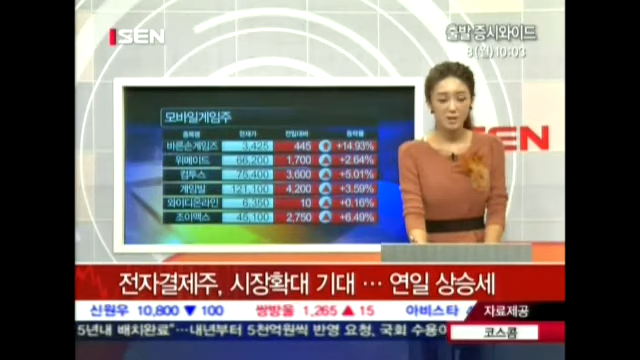 SEN
출발 증시와이드
8(월) 10:03
모바일게임주
종목명 현재가 전일대비 등락률
바른손게임즈 3,425 445 +14.93%
위메이드 66,200 1,700 ▲ +2.64%
컴투스 75,400 3,600 ▲ +5.01%
게임빌 121,100 4,200 ▲ +3.59%
와이디온라인 6,350 10 ▲ +0.16%
조이맥스 45,100 2,750 ▲ +6.49%
SEN
전자결제주, 시장확대 기대 … 연일 상승세
신원우 10,800 ▼ 100 쌍방울 1,265 ▲ 15 아비스타
자료제공
5년내 배치완료"…내년부터 5천억원씩 반영 요청, 국회 수용이
코스콤